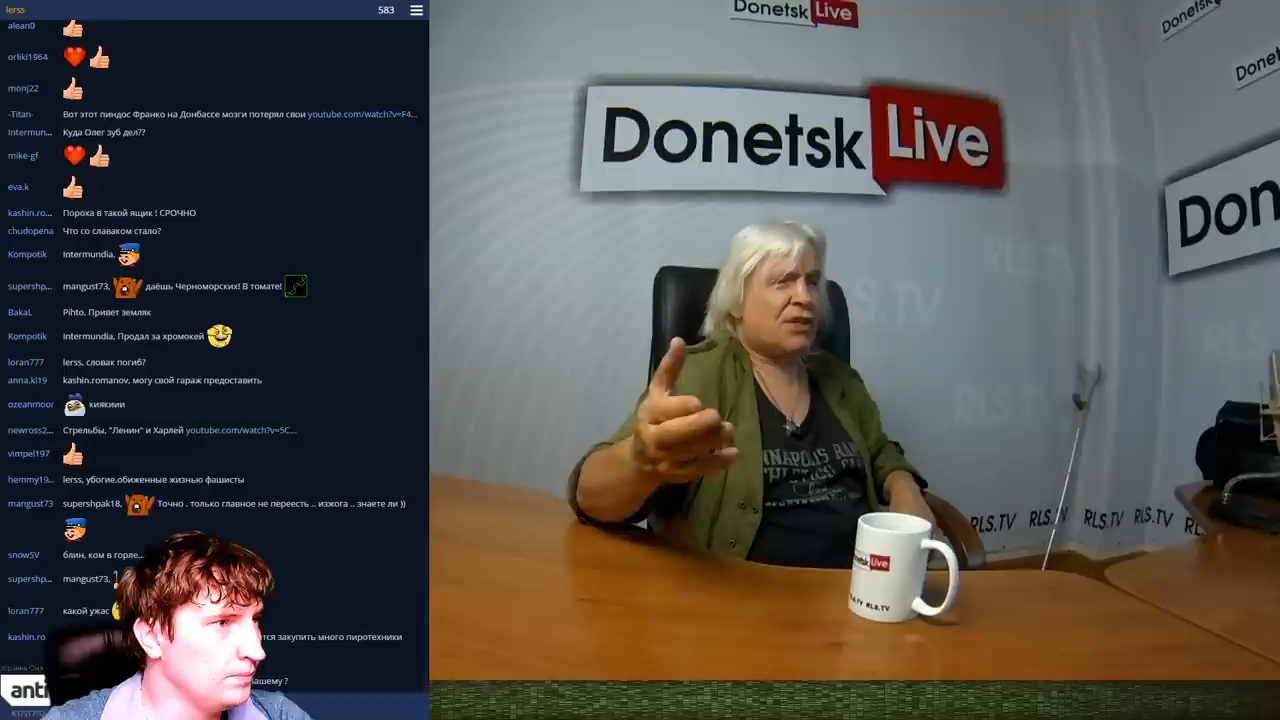 lerss
583
alean0
orliki1964
monj22
-Titan- Вот этот пиндос Франко на Донбассе мозги потерял свои youtube.com/watch?v=F4...
Intermun... Куда Олег зуб дел??
mike-gf
eva.k
kashin.ro... Пороха в такой ящик ! СРОЧНО
chudopena Что со славаком стало?
Kompotik Intermundia,
supershp... mangust73, даёшь Черноморских! В томате!
BakaL Pihto, Привет земляк
Kompotik Intermundia, Продал за хромокей
loran777 lerss, словак погиб?
anna.kl19 kashin.romanov, могу свой гараж предоставить
ozeanmoor киякиии
newross2... Стрельбы, "Ленин" и Харлей youtube.com/watch?v=5C...
vimpel197
hemmy19... lerss, убогие,обиженные жизнью фашисты
mangust73 supershpak18, Точно . только главное не переесть .. изжога .. знаете ли ))
snowSV блин, ком в горле...
supershp... mangust73,
loran777 какой ужас
kashin.ro тся закупить много пиротехники
вашему ?
anti
Donetsk Live
Donetsk
Donet
Donetsk Live
Don
RLS.TV
S.TV
RLS.T
RLS.TV RLS. RLS.TV RLS.TV RL
Live
RLS.TV